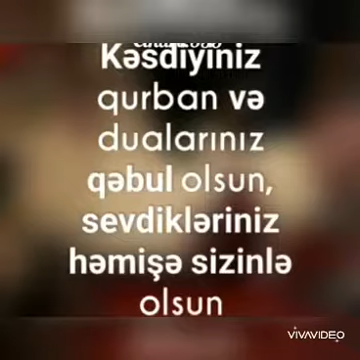 Kəsdiyiniz
qurban və
dualarınız
qəbul olsun,
sevdikləriniz
həmişə sizinlə
olsun
VIVAVIDEO